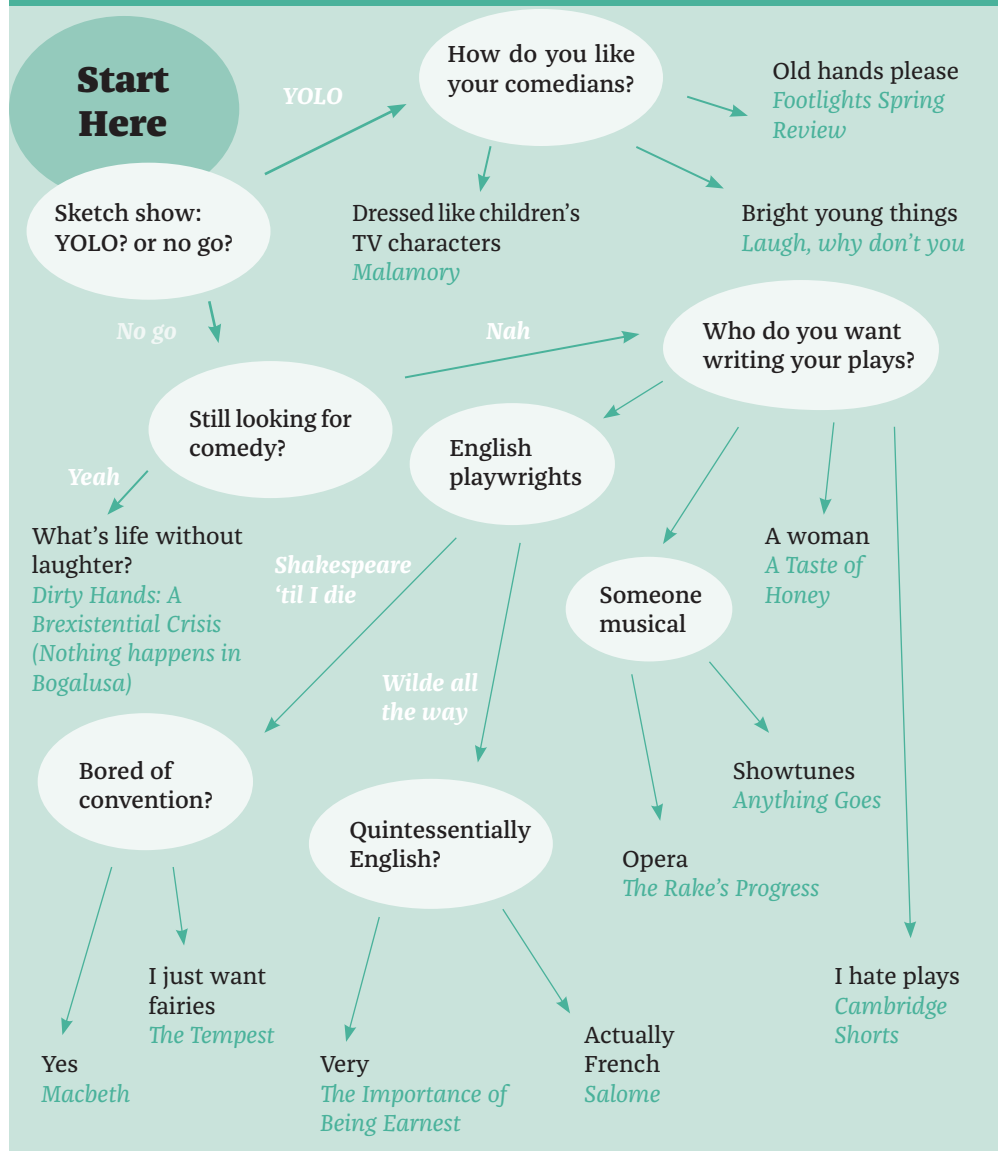 Start
Here
Sketch show:
YOLO? or no go?
YOLO
How do you like
your comedians?
Old hands please
Footlights Spring
Review
Dressed like children’s
TV characters
Malamory
Bright young things
Laugh, why don’t you
No go
Still looking for
comedy?
Nah
Who do you want
writing your plays?
Yeah
What’s life without
laughter?
Dirty Hands: A
Brexistential Crisis
(Nothing happens in
Bogalusa)
English
playwrights
Shakespeare
‘til I die
Wilde all
the way
Someone
musical
A woman
A Taste of
Honey
Bored of
convention?
Quintessentially
English?
Showtunes
Anything Goes
Opera
The Rake’s Progress
I just want
fairies
The Tempest
Yes
Macbeth
Very
The Importance of
Being Earnest
Actually
French
Salome
I hate plays
Cambridge
Shorts